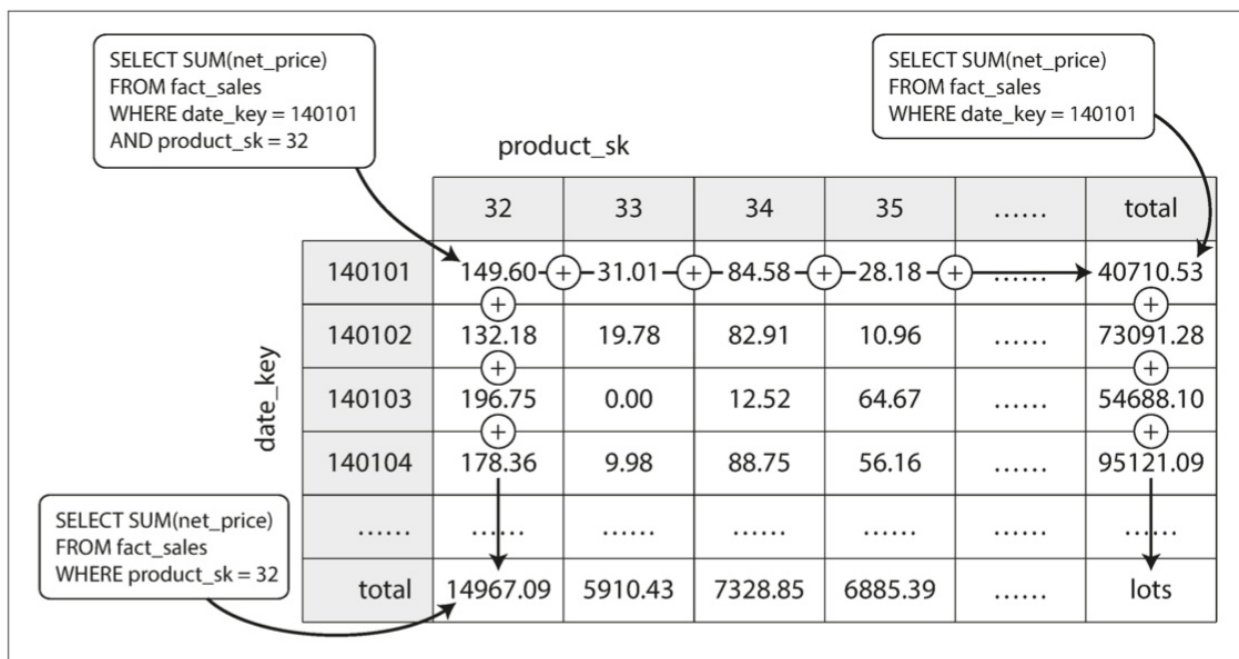 SELECT SUM(net_price)
FROM fact_sales
WHERE date_key = 140101
AND product_sk = 32
SELECT SUM(net_price)
FROM fact_sales
WHERE date_key = 140101
product_sk
32 33 34 35 ...... total
140101 149.60 + 31.01 + 84.58 + 28.18 + ...... 40710.53
+ +
140102 132.18 19.78 82.91 10.96 ...... 73091.28
+ +
date_key
140103 196.75 0.00 12.52 64.67 ...... 54688.10
+ +
140104 178.36 9.98 88.75 56.16 ...... 95121.09
...... ...... ...... ...... ...... ...... ......
SELECT SUM(net_price)
FROM fact_sales
WHERE product_sk = 32
total 14967.09 5910.43 7328.85 6885.39 ...... lots